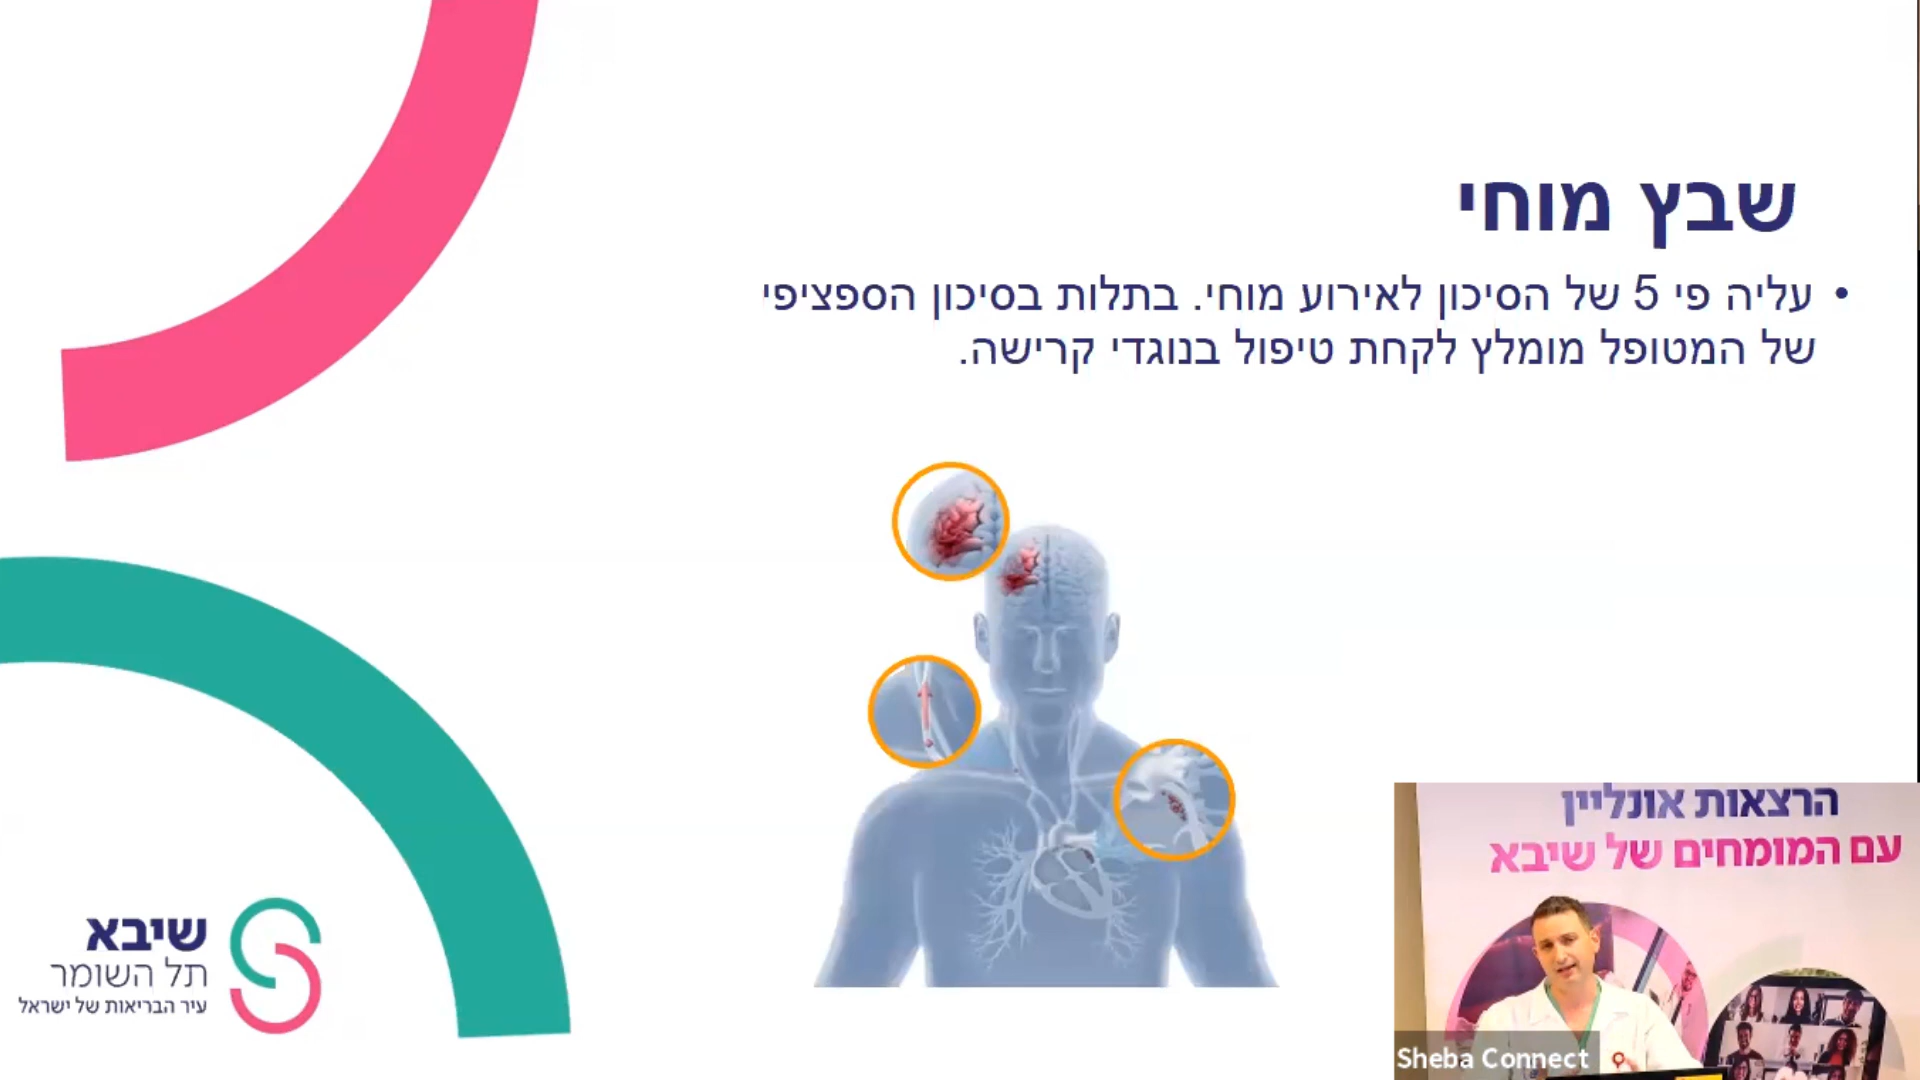 שבץ מוחי
• עליה פי 5 של הסיכון לאירוע מוחי. בתלות בסיכון הספציפי
של המטופל מומלץ לקחת טיפול בנוגדי קרישה.
שיבא
תל השומר
עיר הבריאות של ישראל
הרצאות אונליין
עם המומחים של שיבא
Sheba Connect